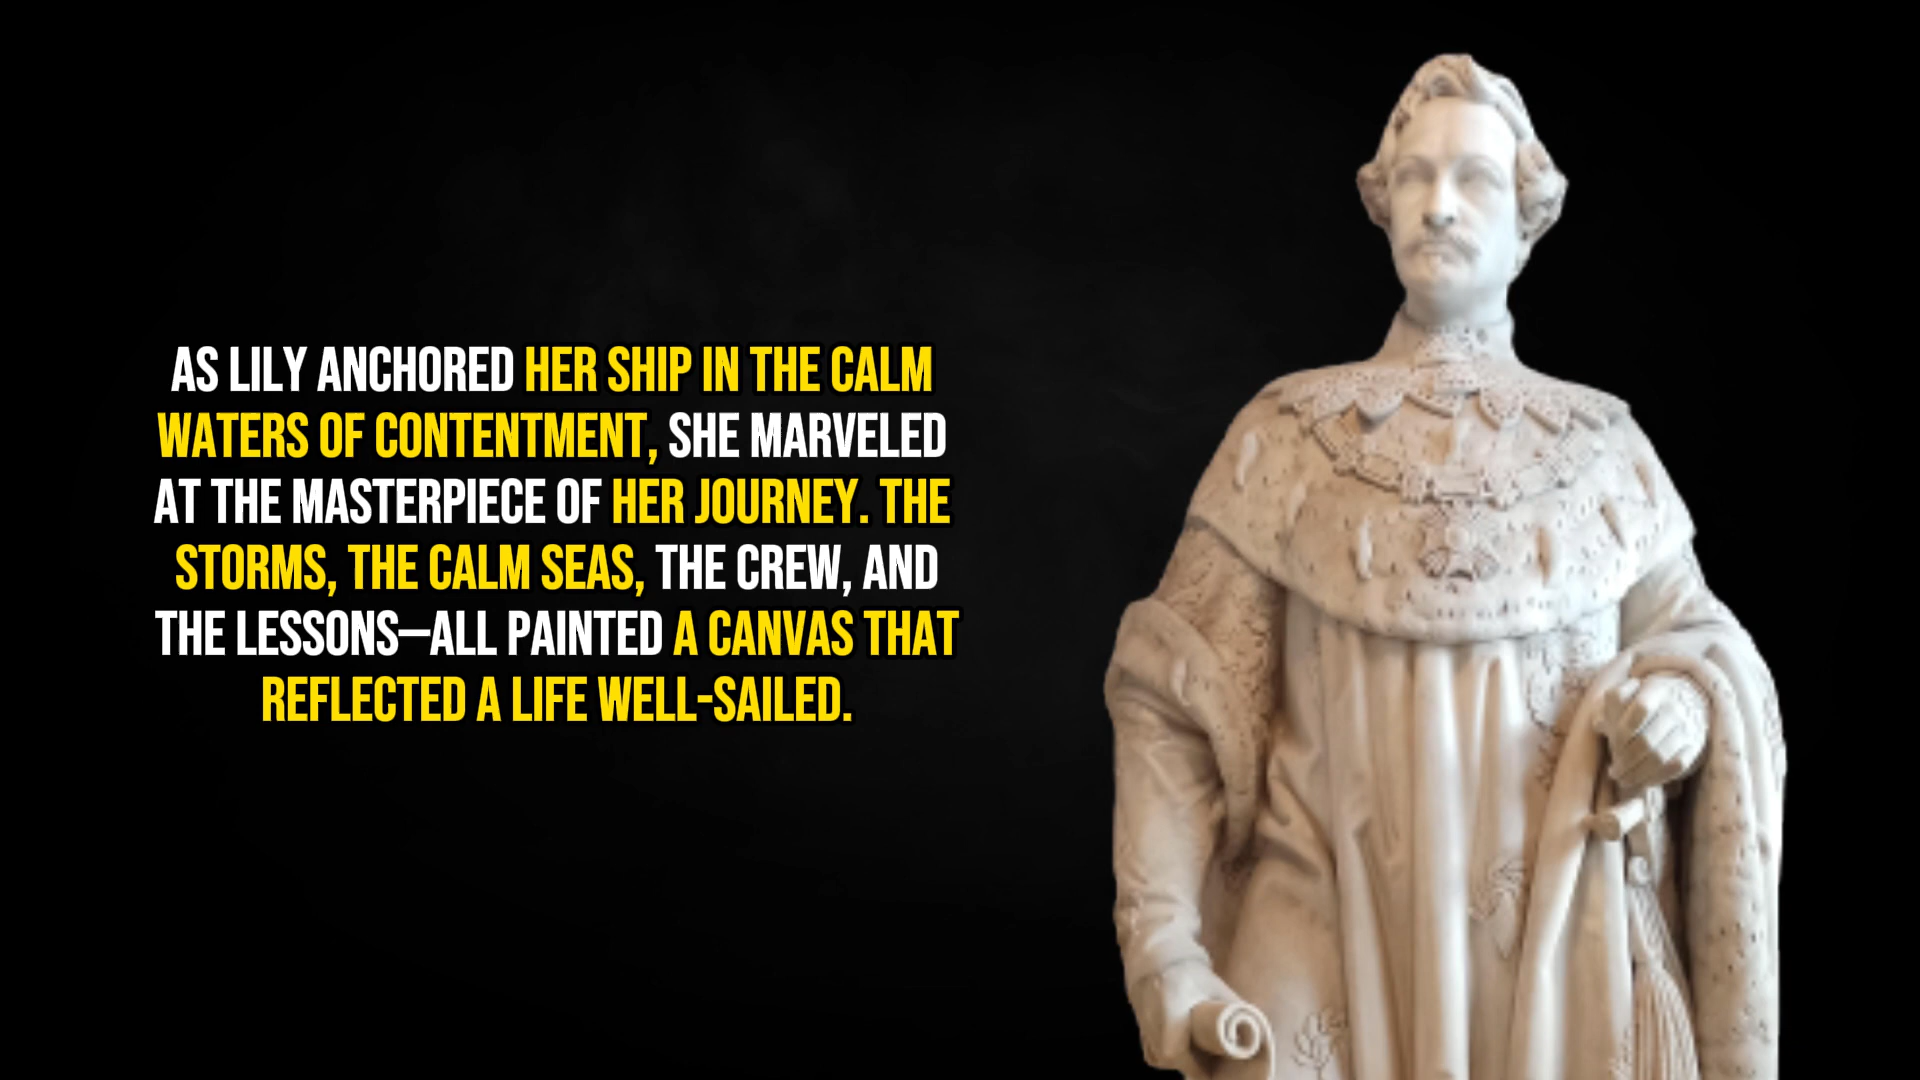 AS LILY ANCHORED HER SHIP IN THE CALM
WATERS OF CONTENTMENT, SHE MARVELED
AT THE MASTERPIECE OF HER JOURNEY. THE
STORMS, THE CALM SEAS, THE CREW, AND
THE LESSONS—ALL PAINTED A CANVAS THAT
REFLECTED A LIFE WELL-SAILED.